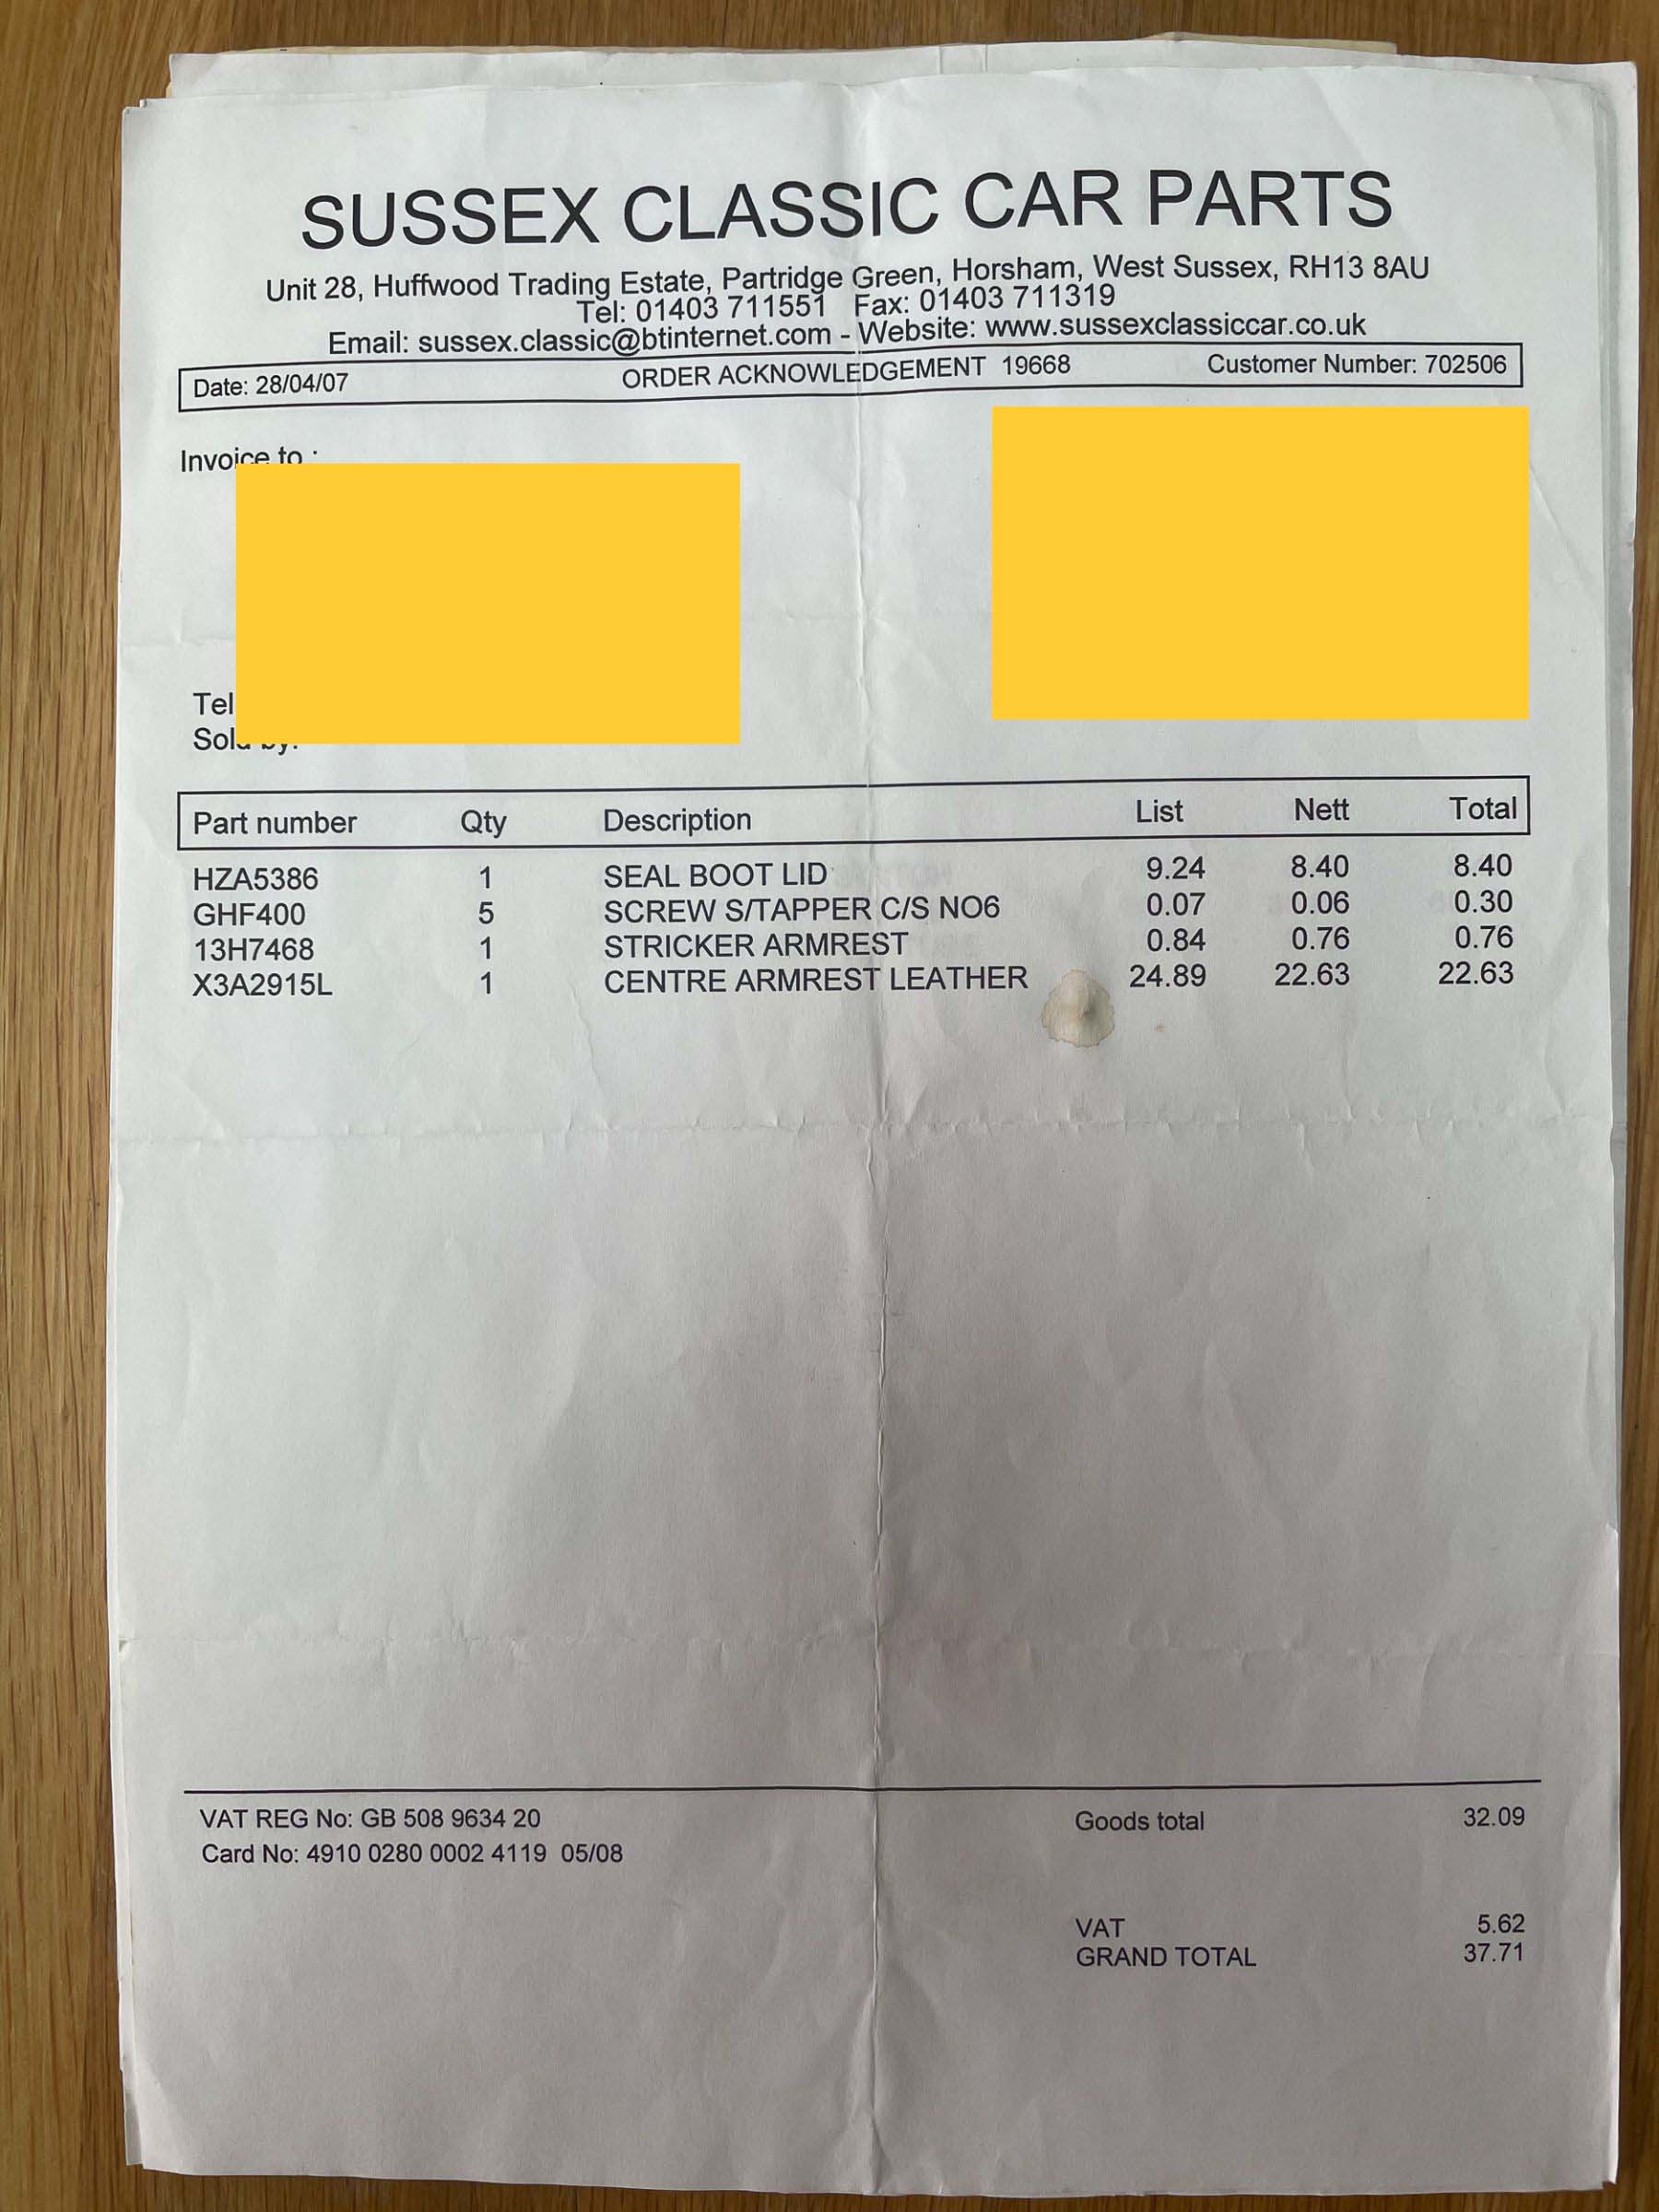 SUSSEX CLASSIC CAR PARTS
Unit 28, Huffwood Trading Estate, Partridge Green, Horsham, West Sussex, RH13 8AU
Tel: 01403 711551 Fax: 01403 711319
Email: sussex.classic@btinternet.com - Website: www.sussexclassiccar.co.uk
Date: 28/04/07 ORDER ACKNOWLEDGEMENT 19668 Customer Number: 702506
Invoice to :
Tel
Sold by:
Part number Qty Description List Nett Total
HZA5386 1 SEAL BOOT LID 9.24 8.40 8.40
GHF400 5 SCREW S/TAPPER C/S NO6 0.07 0.06 0.30
13H7468 1 STRICKER ARMREST 0.84 0.76 0.76
X3A2915L 1 CENTRE ARMREST LEATHER 24.89 22.63 22.63
VAT REG No: GB 508 9634 20 Goods total 32.09
Card No: 4910 0280 0002 4119 05/08
VAT 5.62
GRAND TOTAL 37.71